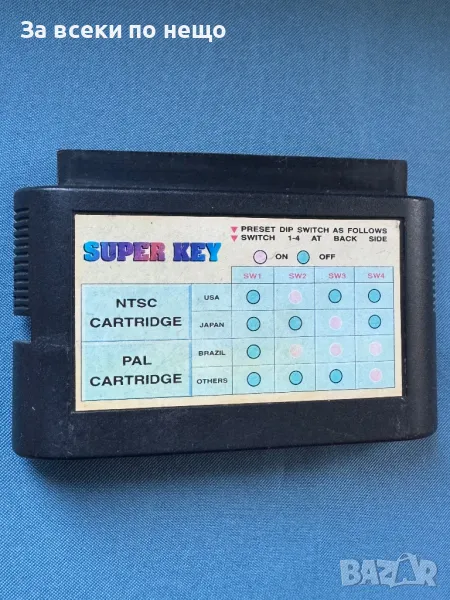 За всеки по нещо
SUPER KEY
▼ PRESET DIP SWITCH AS FOLLOWS
▼ SWITCH 1-4 AT BACK SIDE
ON OFF
SW1 SW2 SW3 SW4
NTSC CARTRIDGE
USA
JAPAN
PAL CARTRIDGE
BRAZIL
OTHERS
BAZAR